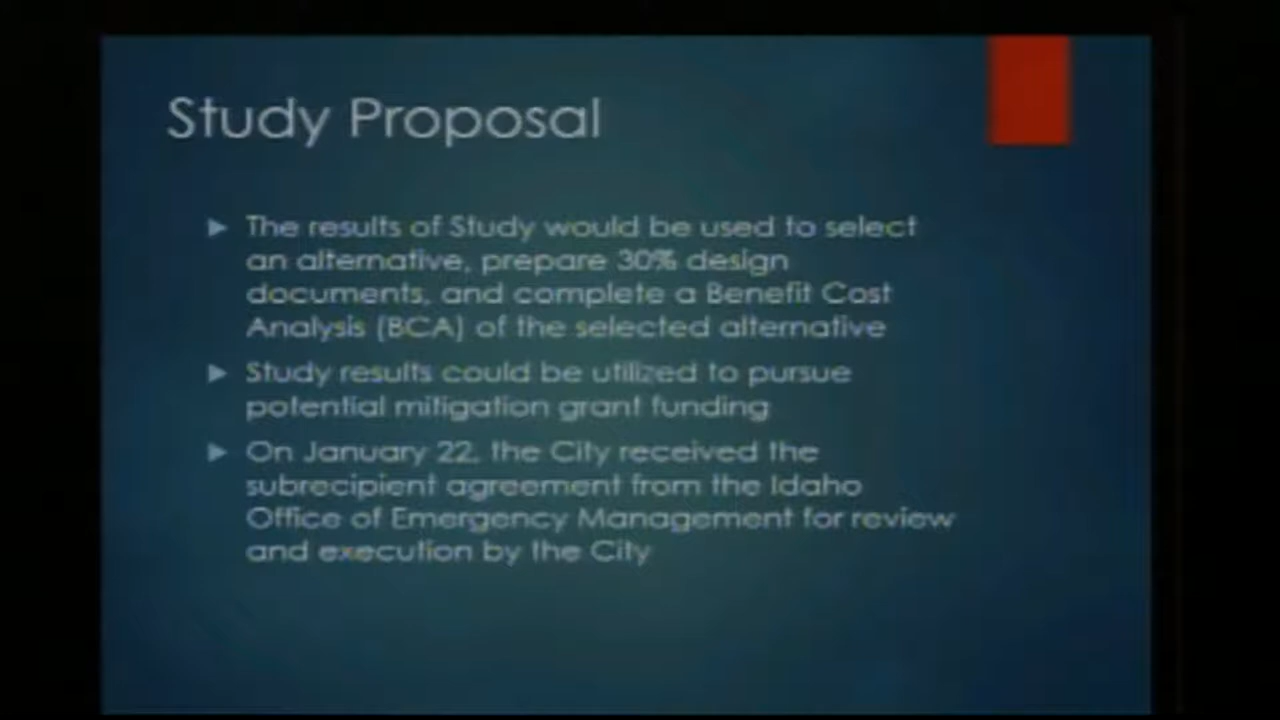 Study Proposal
The results of Study would be used to select
an alternative, prepare 30% design
documents, and complete a Benefit Cost
Analysis (BCA) of the selected alternative
Study results could be utilized to pursue
potential mitigation grant funding
On January 22, the City received the
subrecipient agreement from the Idaho
Office of Emergency Management for review
and execution by the City